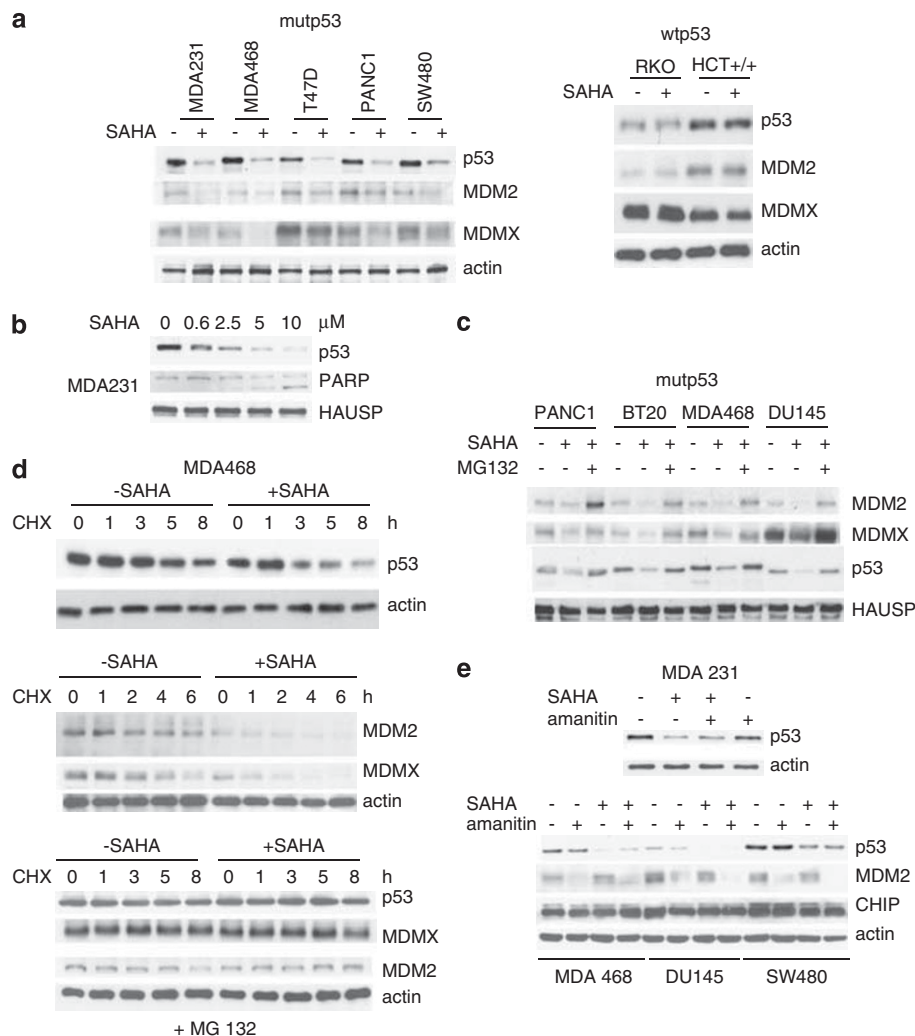 a
mutp53
MDA231 MDA468 T47D PANC1 SW480
SAHA - + - + - + - + - +
p53
MDM2
MDMX
actin
wtp53
RKO HCT+/+
SAHA - + - +
p53
MDM2
MDMX
actin
b
SAHA 0 0.6 2.5 5 10 μM
p53
MDA231 PARP
HAUSP
c
mutp53
PANC1 BT20 MDA468 DU145
SAHA - + + - + + - + + - + +
MG132 - - + - - + - - + - - +
MDM2
MDMX
p53
HAUSP
d
MDA468
-SAHA +SAHA
CHX 0 1 3 5 8 0 1 3 5 8 h
p53
actin
-SAHA +SAHA
CHX 0 1 2 4 6 0 1 2 4 6 h
MDM2
MDMX
actin
-SAHA +SAHA
CHX 0 1 3 5 8 0 1 3 5 8 h
p53
MDMX
MDM2
actin
+ MG 132
e
MDA 231
SAHA - + + -
amanitin - - + +
p53
actin
SAHA - - + + - - + + - - + +
amanitin - + - + - + - + - + - +
p53
MDM2
CHIP
actin
MDA 468 DU145 SW480